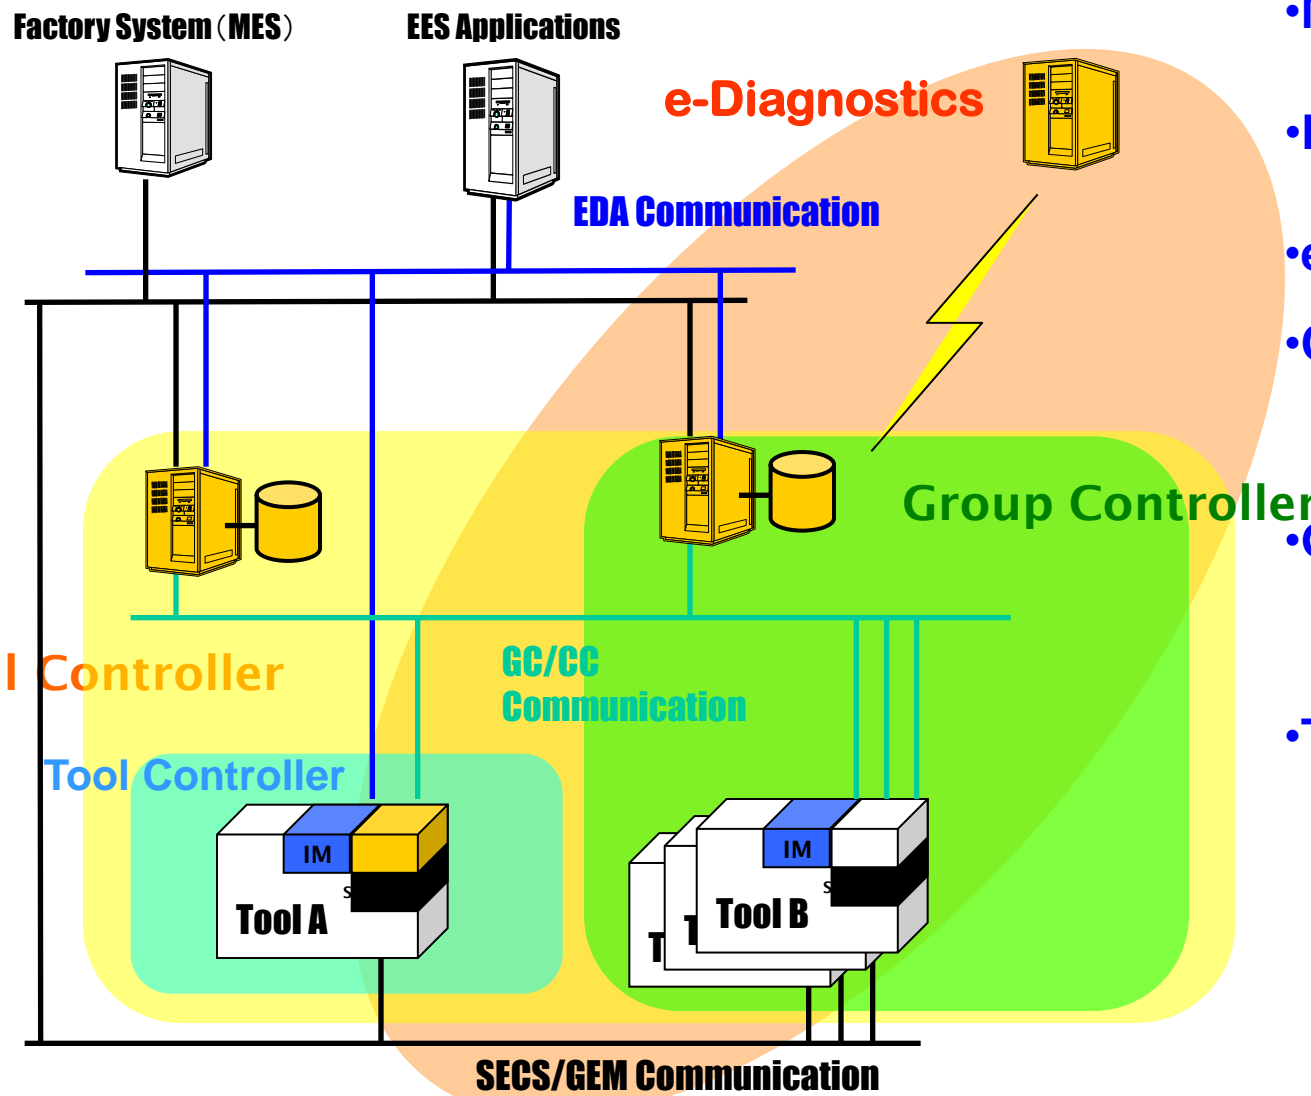 Factory System（MES）
EES Applications
e-Diagnostics
EDA Communication
Group Controller
l Controller
GC/CC
Communication
Tool Controller
IM
S
Tool A
IM
S
Tool B
T
T
SECS/GEM Communication
•
•
•e
•
•
•T